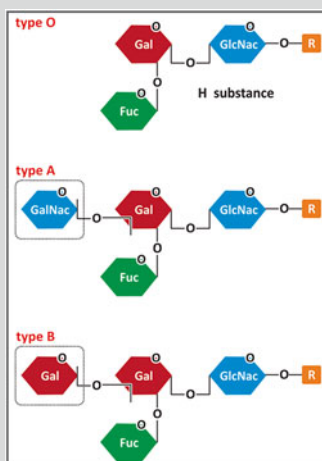 type O
O O
Gal O GlcNac O R
O
O
Fuc H substance
type A
O O O
GalNac O Gal O GlcNac O R
O
O
Fuc
type B
O O O
Gal O Gal O GlcNac O R
O
O
Fuc